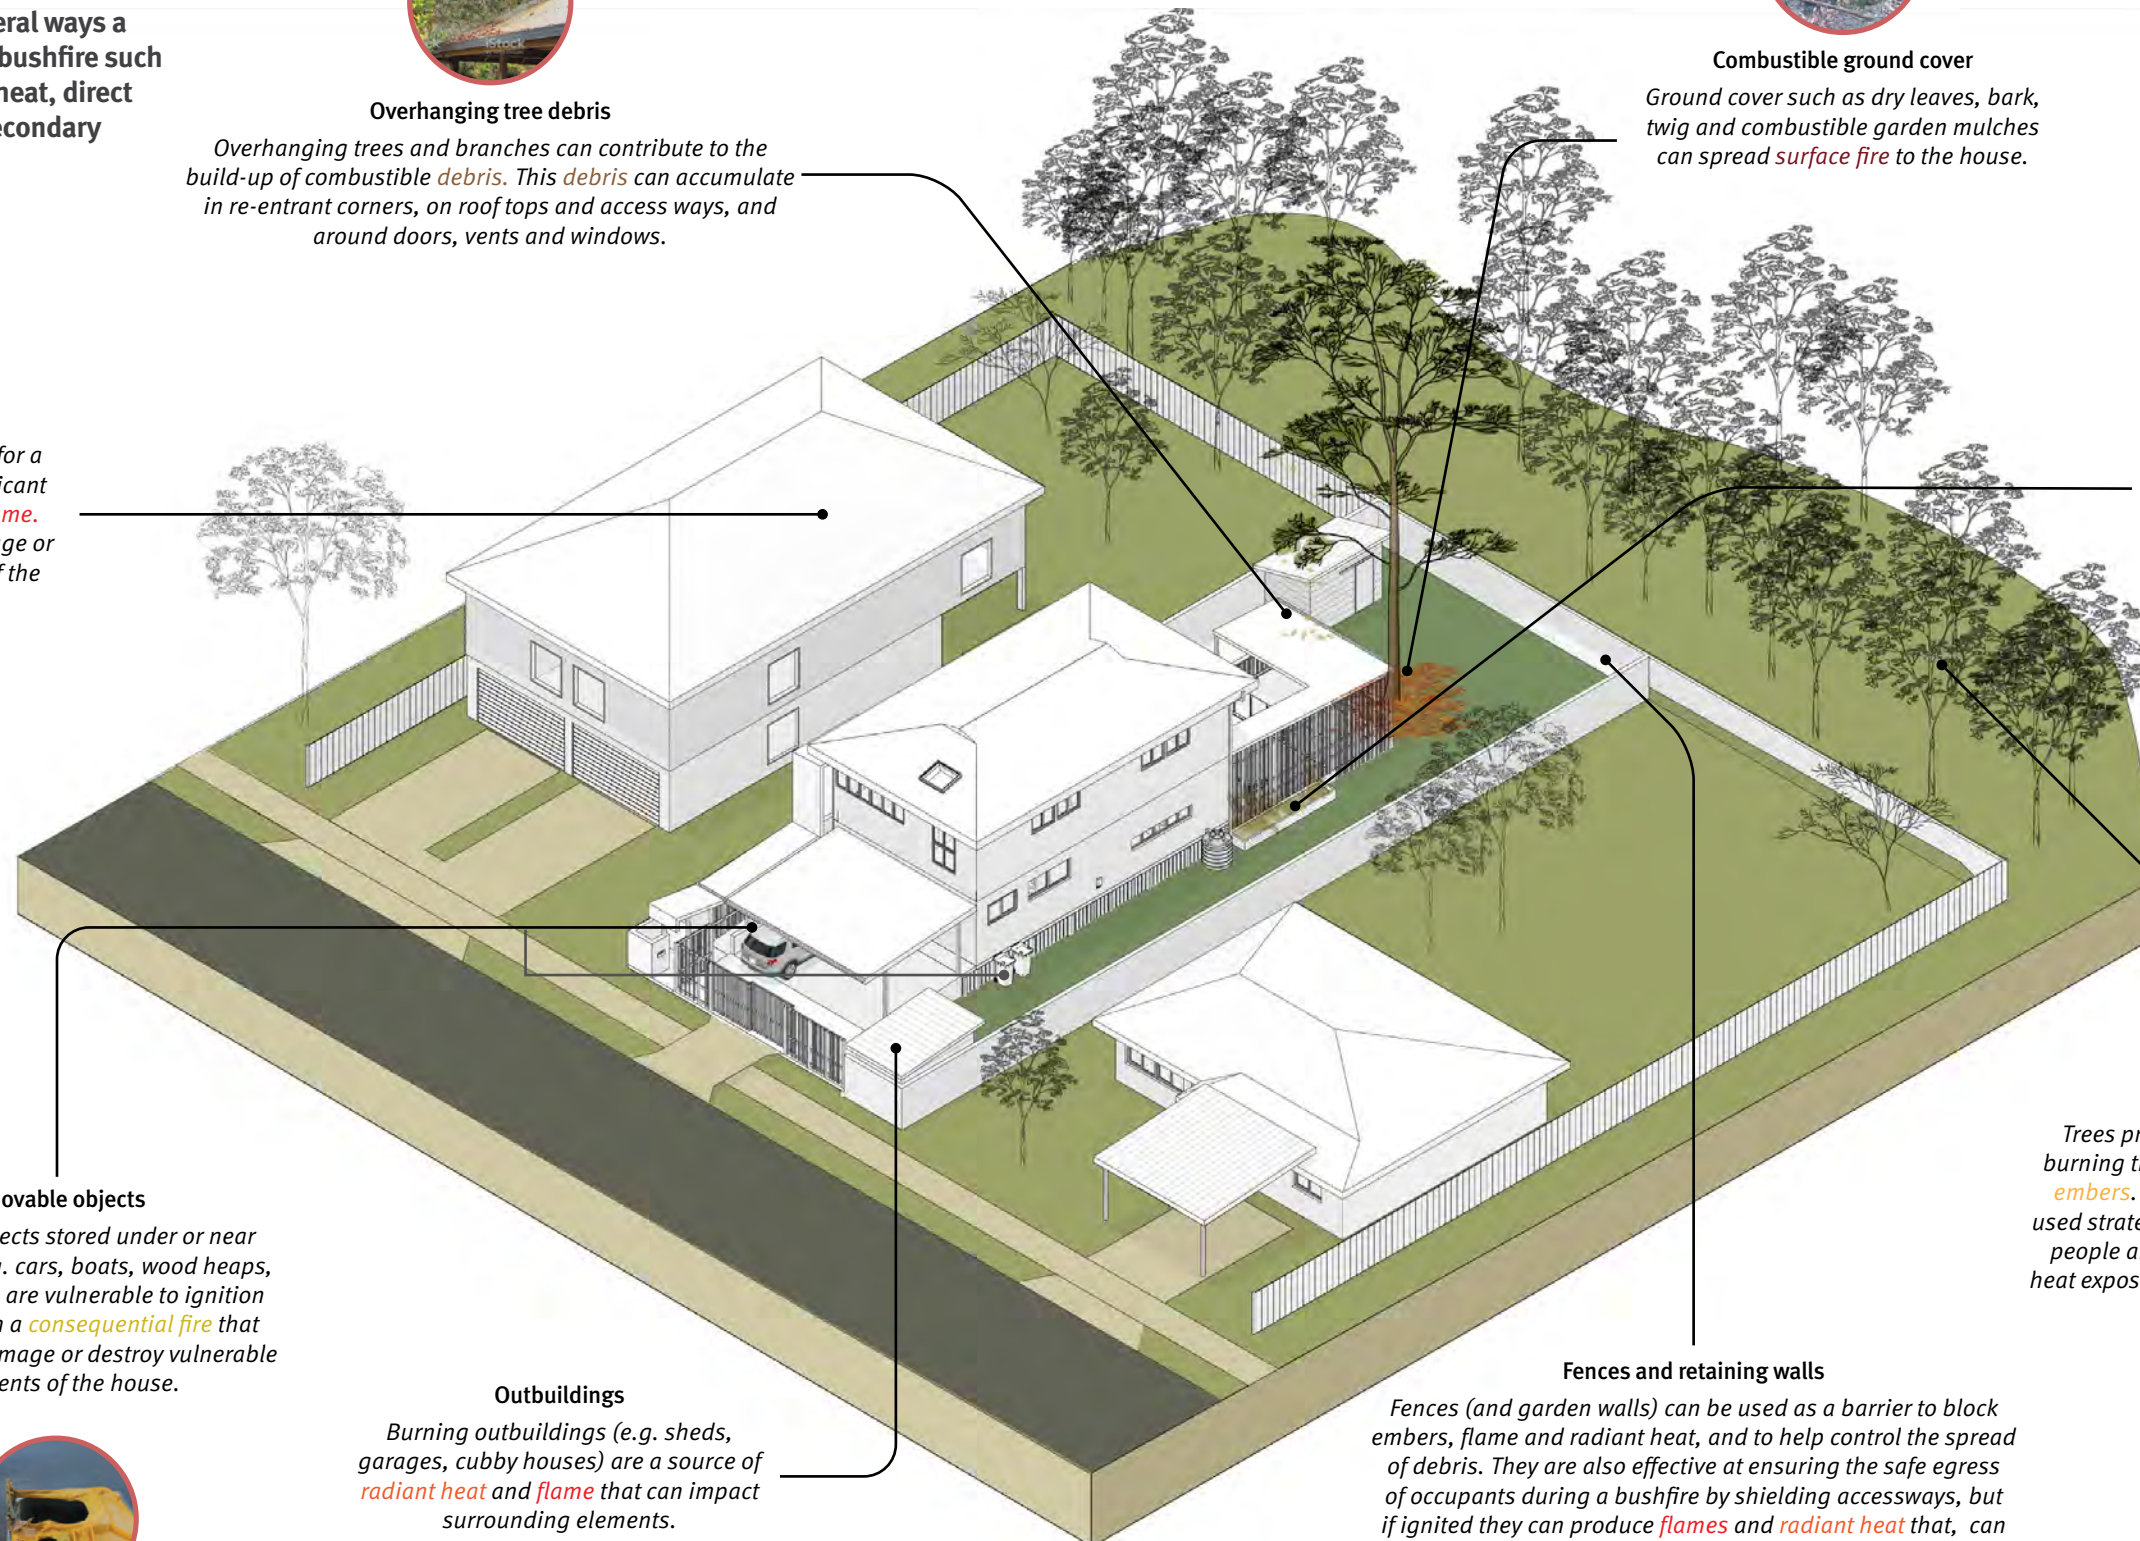 eral ways a
bushfire such
heat, direct
econdary
iStock
Overhanging tree debris
Overhanging trees and branches can contribute to the
build-up of combustible debris. This debris can accumulate
in re-entrant corners, on roof tops and access ways, and
around doors, vents and windows.
Combustible ground cover
Ground cover such as dry leaves, bark,
twig and combustible garden mulches
can spread surface fire to the house.
for a
icant
me.
ge or
f the
ovable objects
ects stored under or near
. cars, boats, wood heaps,
are vulnerable to ignition
n a consequential fire that
mage or destroy vulnerable
ents of the house.
Outbuildings
Burning outbuildings (e.g. sheds,
garages, cubby houses) are a source of
radiant heat and flame that can impact
surrounding elements.
Fences and retaining walls
Fences (and garden walls) can be used as a barrier to block
embers, flame and radiant heat, and to help control the spread
of debris. They are also effective at ensuring the safe egress
of occupants during a bushfire by shielding accessways, but
if ignited they can produce flames and radiant heat that, can
Trees pr
burning t
embers.
used strate
people a
heat expos